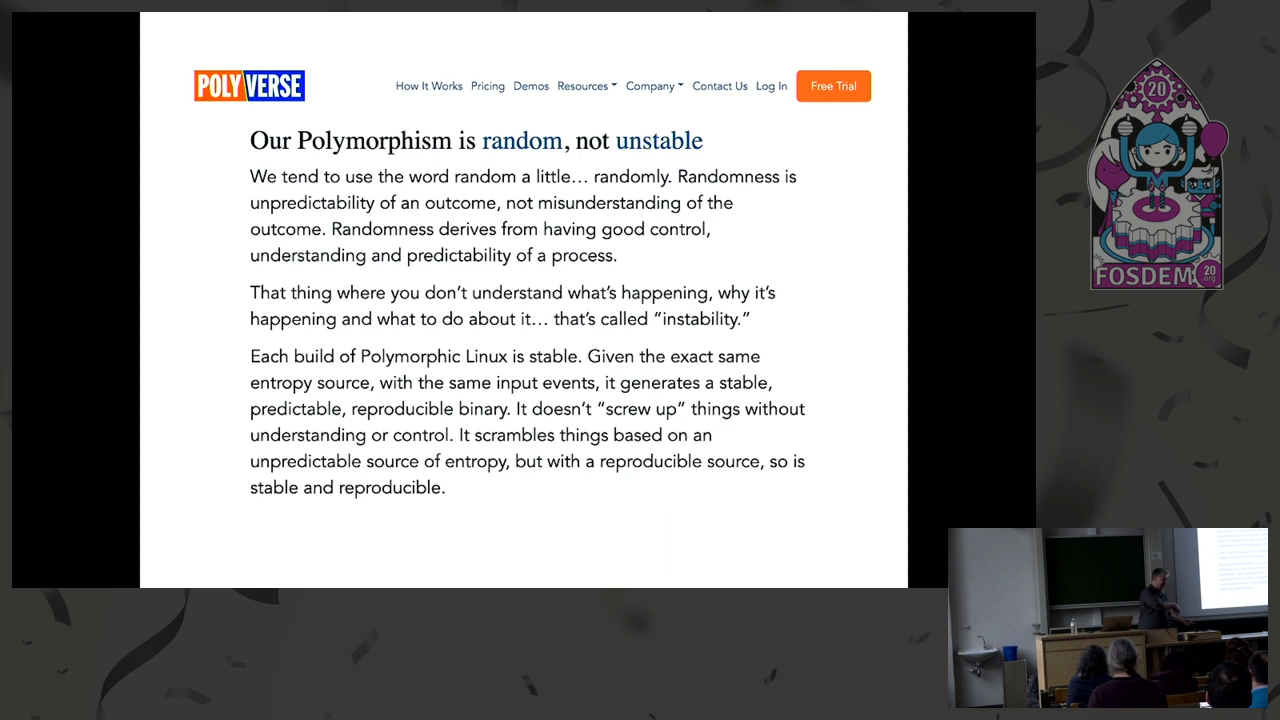 POLYVERSE
How It Works Pricing Demos Resources Company Contact Us Log In Free Trial
Our Polymorphism is random, not unstable
We tend to use the word random a little… randomly. Randomness is
unpredictability of an outcome, not misunderstanding of the
outcome. Randomness derives from having good control,
understanding and predictability of a process.
That thing where you don’t understand what’s happening, why it’s
happening and what to do about it… that’s called “instability.”
Each build of Polymorphic Linux is stable. Given the exact same
entropy source, with the same input events, it generates a stable,
predictable, reproducible binary. It doesn’t “screw up” things without
understanding or control. It scrambles things based on an
unpredictable source of entropy, but with a reproducible source, so is
stable and reproducible.
20
FOSDEM 20
.org